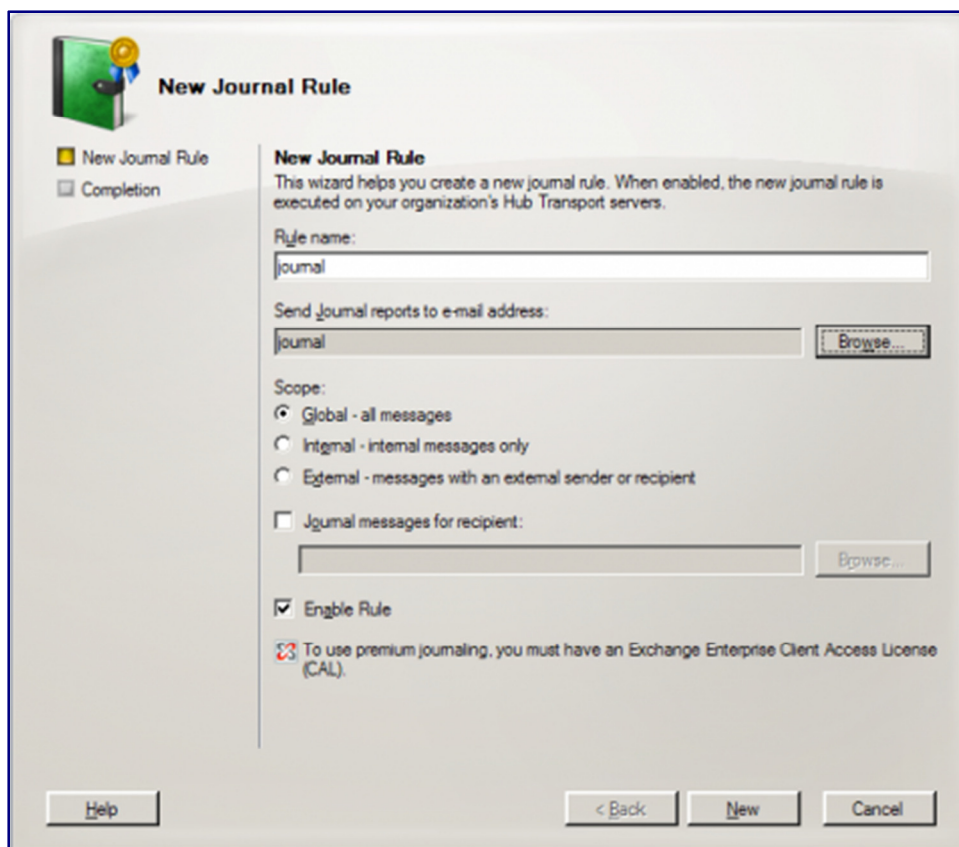 New Journal Rule
New Journal Rule
Completion
New Journal Rule
This wizard helps you create a new journal rule. When enabled, the new journal rule is
executed on your organization's Hub Transport servers.
Rule name:
journal
Send Journal reports to e-mail address:
journal
Browse...
Scope:
Global - all messages
Internal - internal messages only
External - messages with an external sender or recipient
Journal messages for recipient:
Browse...
Enable Rule
To use premium journaling, you must have an Exchange Enterprise Client Access License
(CAL).
Help
< Back
New
Cancel